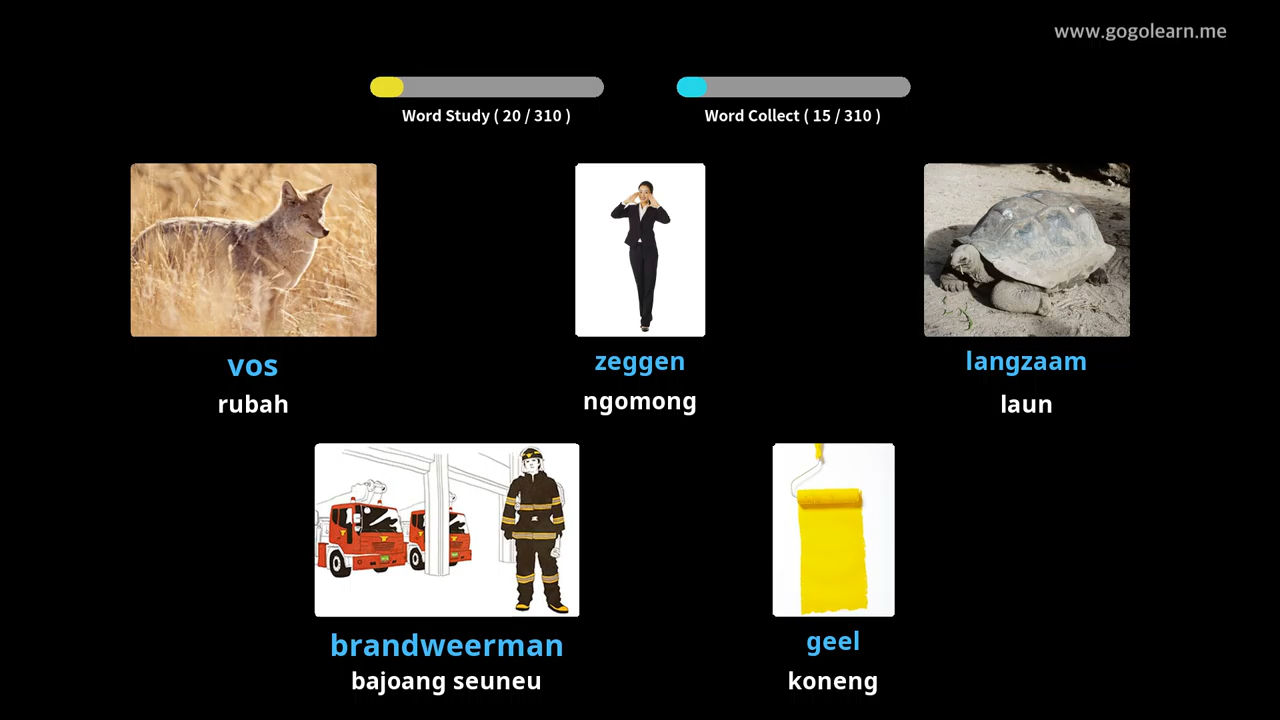 www.gogolearn.me
Word Study ( 20 / 310 )
Word Collect ( 15 / 310 )
vos
rubah
zeggen
ngomong
langzaam
laun
brandweerman
bajoang seuneu
geel
koneng